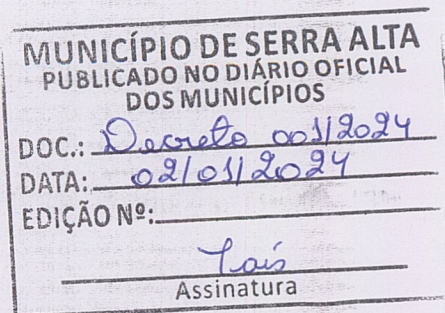 MUNICÍPIO DE SERRA ALTA
PUBLICADO NO DIÁRIO OFICIAL
DOS MUNICÍPIOS
DOC.: Decreto 001/2024
DATA: 02/01/2024
EDIÇÃO Nº:
Laís
Assinatura